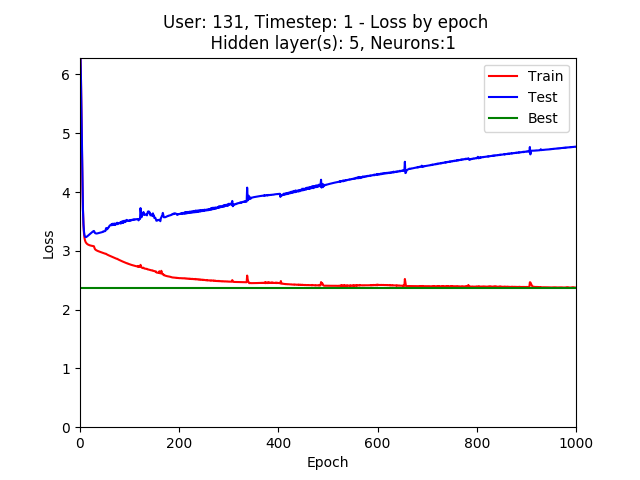 User: 131, Timestep: 1 - Loss by epoch
Hidden layer(s): 5, Neurons:1
Train
Test
Best
6
5
4
3
2
1
0
Loss
0
200
400
600
800
1000
Epoch